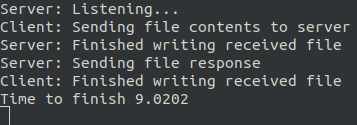 Server: Listening...
Client: Sending file contents to server
Server: Finished writing received file
Server: Sending file response
Client: Finished writing received file
Time to finish 9.0202